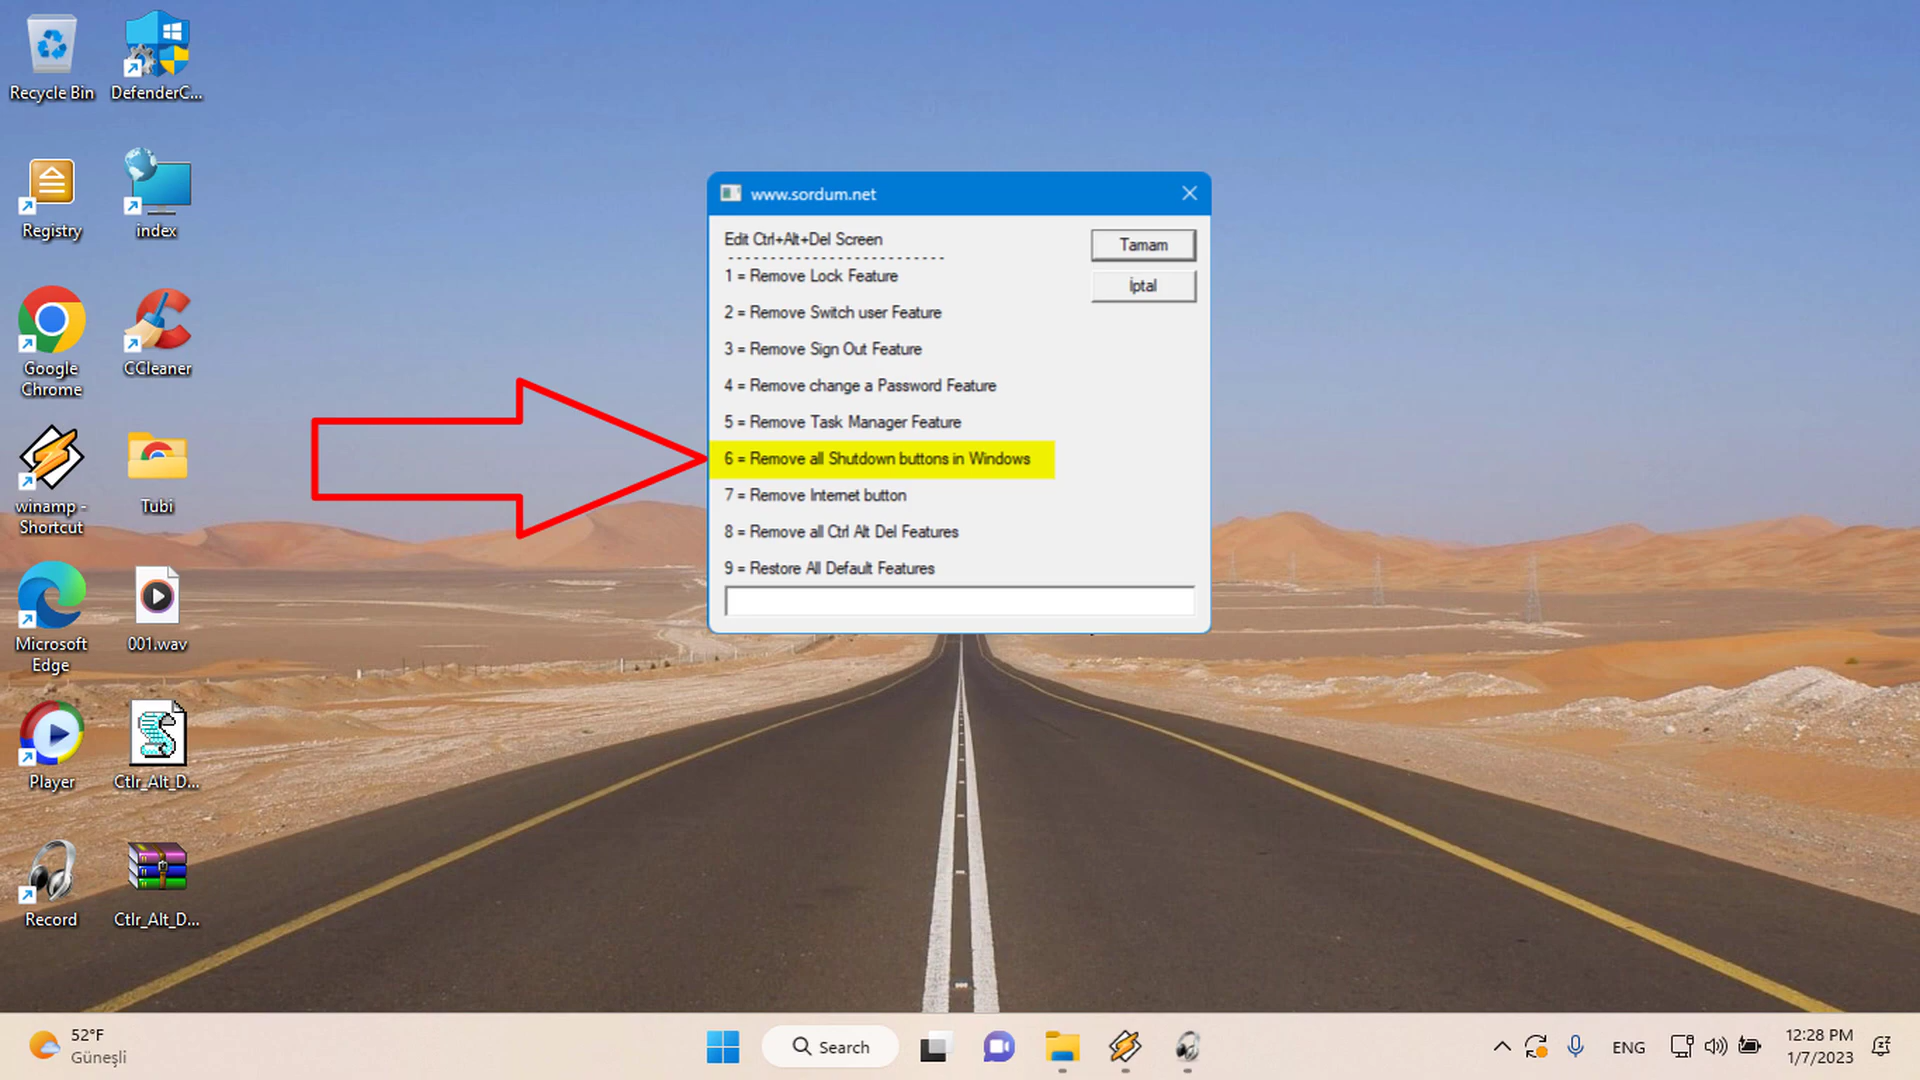 Recycle Bin
DefenderC...
Registry
index
Google
Chrome
CCleaner
winamp -
Shortcut
Tubi
Microsoft
Edge
001.wav
Player
Ctlr_Alt_D...
Record
Ctlr_Alt_D...
www.sordum.net
Edit Ctrl+Alt+Del Screen
-------------------------
Tamam
1 = Remove Lock Feature
İptal
2 = Remove Switch user Feature
3 = Remove Sign Out Feature
4 = Remove change a Password Feature
5 = Remove Task Manager Feature
6 = Remove all Shutdown buttons in Windows
7 = Remove Internet button
8 = Remove all Ctrl Alt Del Features
9 = Restore All Default Features
52°F
Güneşli
Search
ENG
12:28 PM
1/7/2023